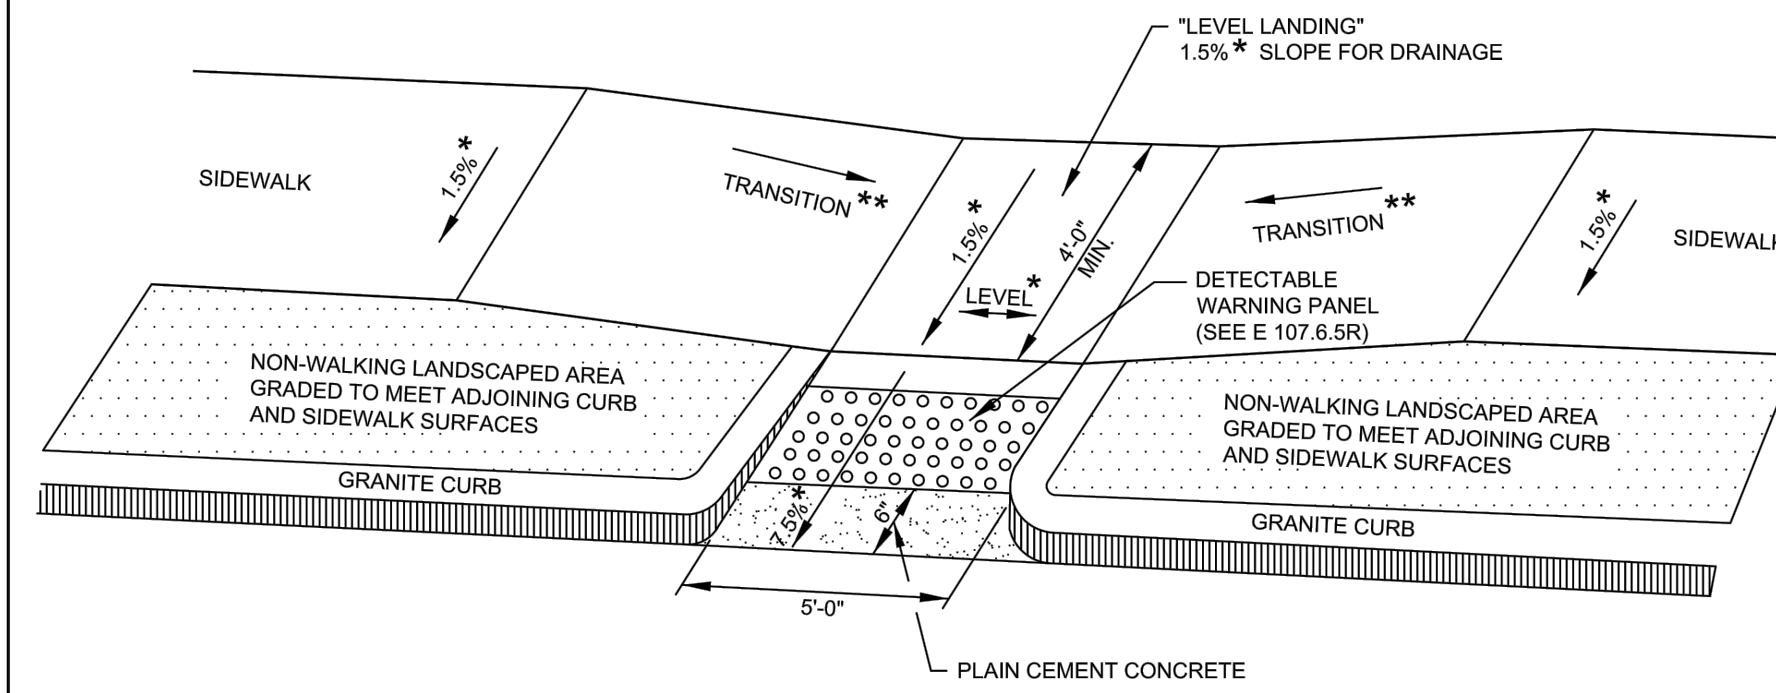 "LEVEL LANDING"
1.5%* SLOPE FOR DRAINAGE
SIDEWALK
1.5%*
TRANSITION**
1.5%*
4'-0"
MIN.
LEVEL*
TRANSITION**
1.5%*
SIDEWALK
DETECTABLE
WARNING PANEL
(SEE E 107.6.5R)
NON-WALKING LANDSCAPED AREA
GRADED TO MEET ADJOINING CURB
AND SIDEWALK SURFACES
NON-WALKING LANDSCAPED AREA
GRADED TO MEET ADJOINING CURB
AND SIDEWALK SURFACES
GRANITE CURB
7.5%*
6"
GRANITE CURB
5'-0"
PLAIN CEMENT CONCRETE